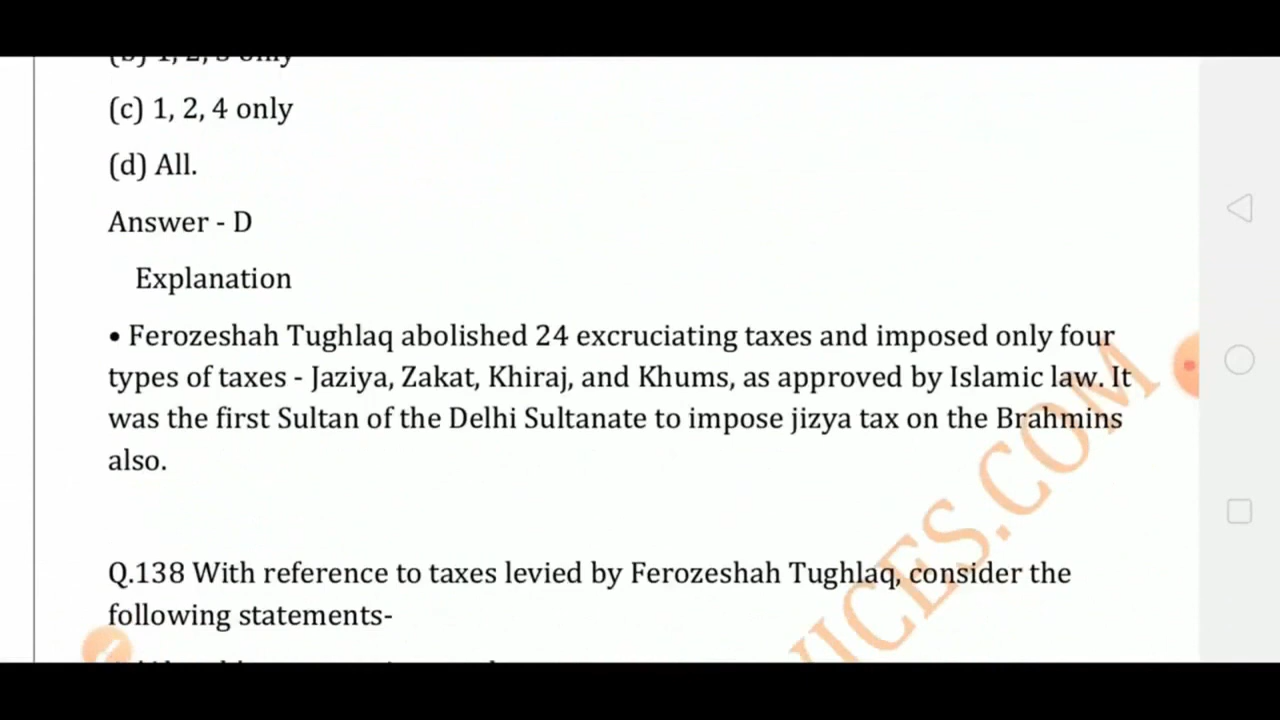 (c) 1, 2, 4 only
(d) All.
Answer - D
Explanation
• Ferozeshah Tughlaq abolished 24 excruciating taxes and imposed only four
types of taxes - Jaziya, Zakat, Khiraj, and Khums, as approved by Islamic law. It
was the first Sultan of the Delhi Sultanate to impose jizya tax on the Brahmins
also.
Q.138 With reference to taxes levied by Ferozeshah Tughlaq, consider the
following statements-
VICES.COM